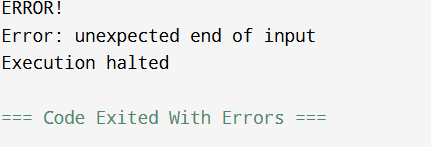 ERROR!
Error: unexpected end of input
Execution halted
=== Code Exited With Errors ===